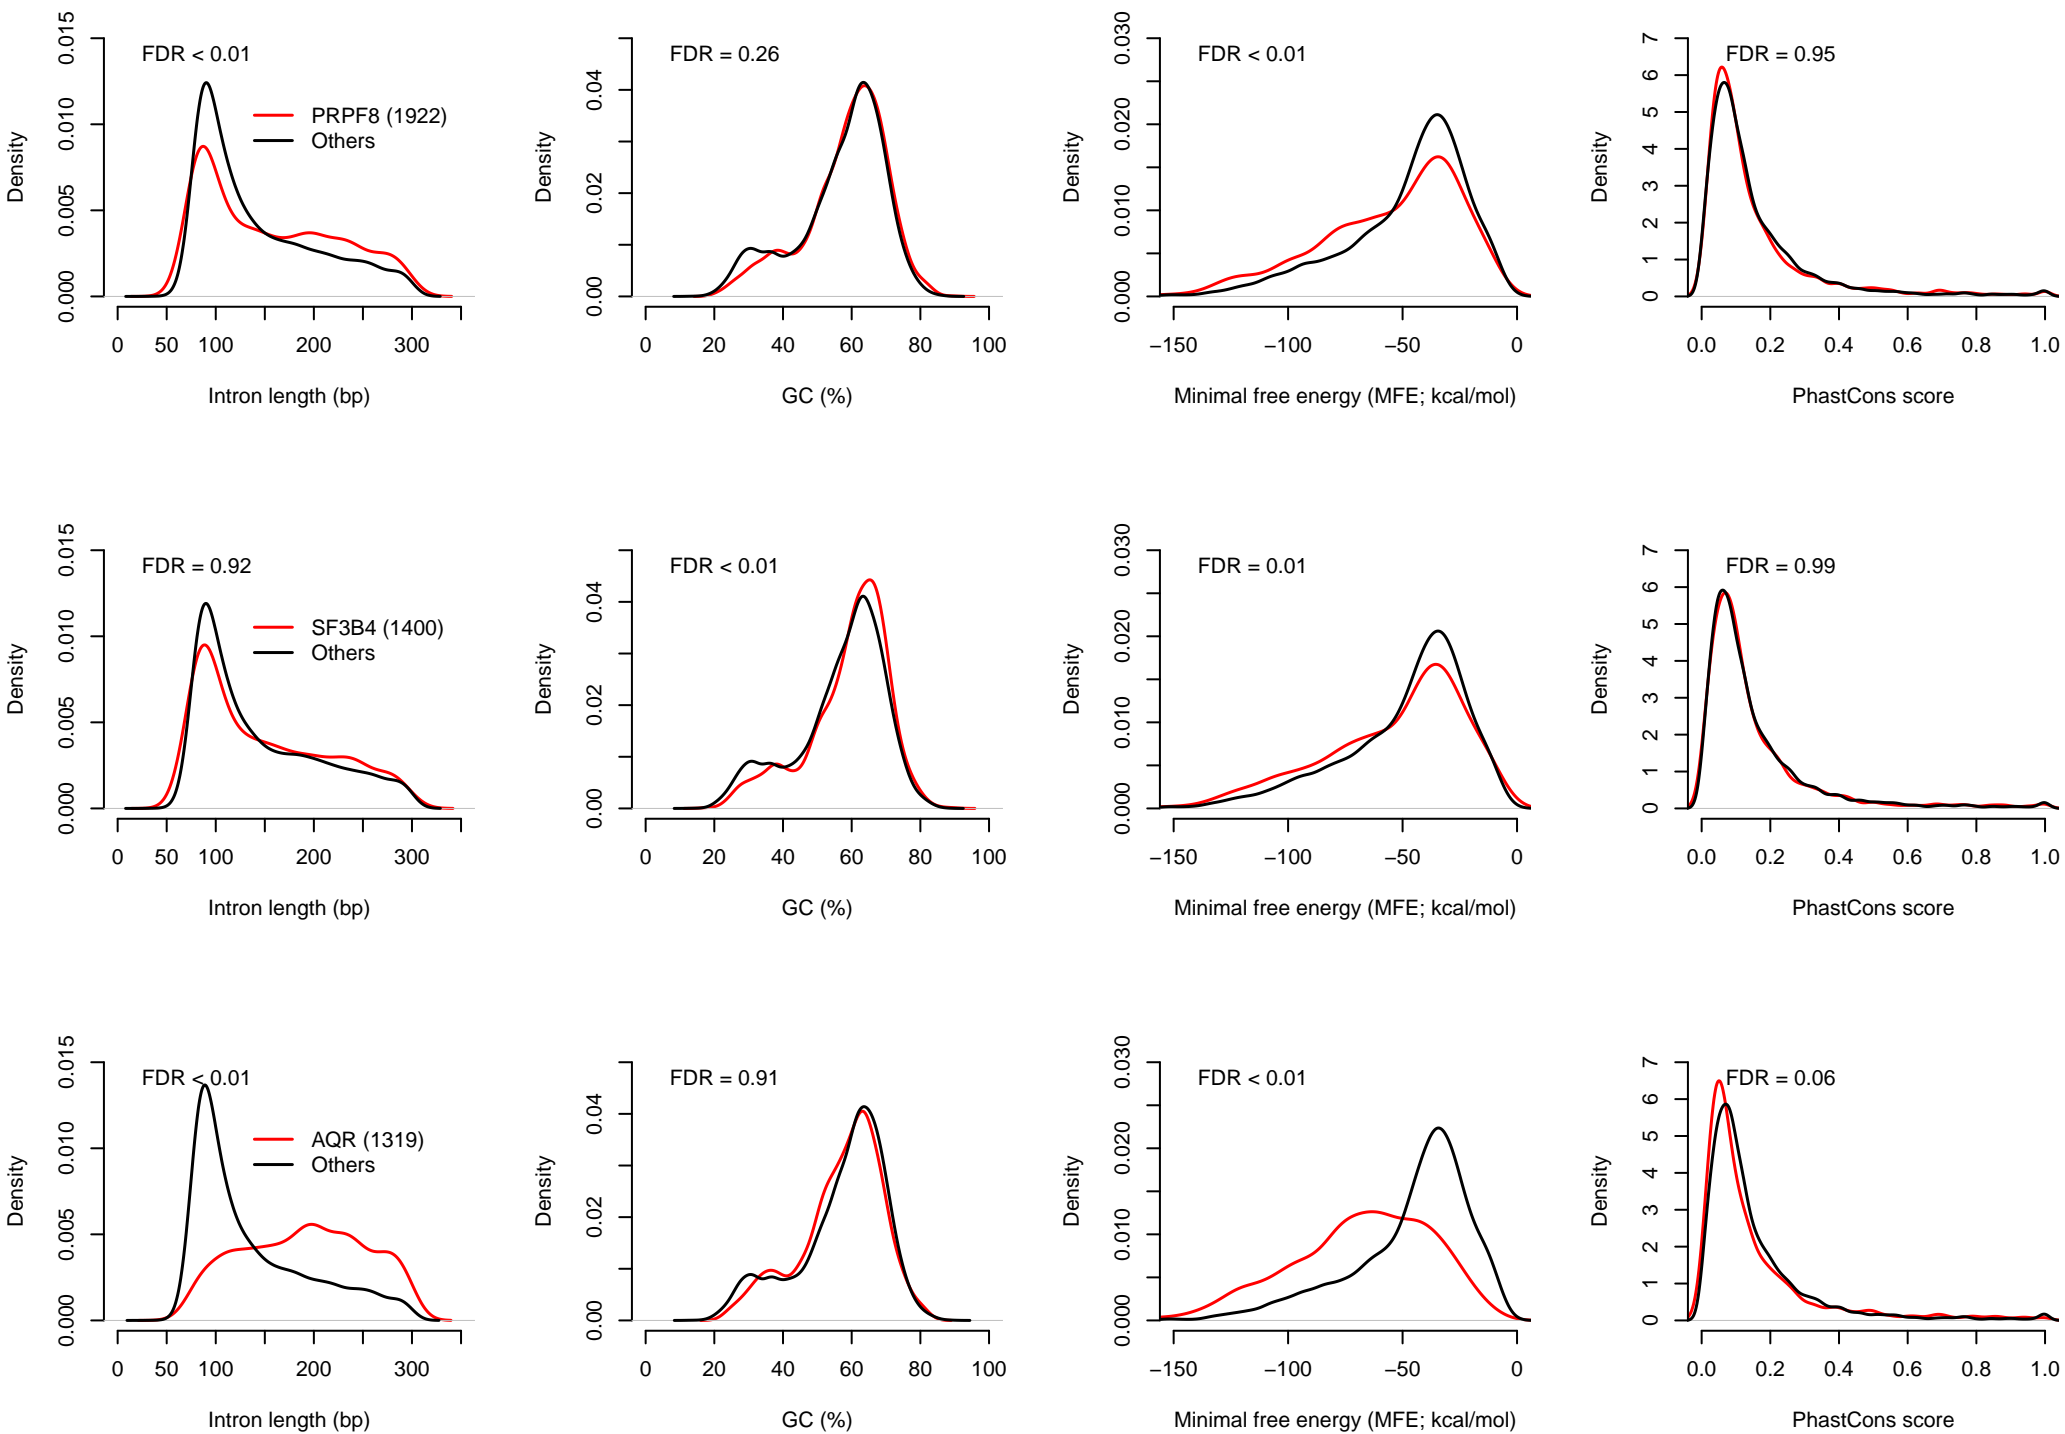 FDR < 0.01
PRPF8 (1922)
Others
Density
0.000
0.005
0.010
0.015
0
50
100
200
300
Intron length (bp)
FDR = 0.26
Density
0.00
0.02
0.04
0
20
40
60
80
100
GC (%)
FDR < 0.01
Density
0.000
0.010
0.020
0.030
−150
−100
−50
0
Minimal free energy (MFE; kcal/mol)
FDR = 0.95
Density
0
1
2
3
4
5
6
7
0.0
0.2
0.4
0.6
0.8
1.0
PhastCons score
FDR = 0.92
SF3B4 (1400)
Others
Density
0.000
0.005
0.010
0.015
0
50
100
200
300
Intron length (bp)
FDR < 0.01
Density
0.00
0.02
0.04
0
20
40
60
80
100
GC (%)
FDR = 0.01
Density
0.000
0.010
0.020
0.030
−150
−100
−50
0
Minimal free energy (MFE; kcal/mol)
FDR = 0.99
Density
0
1
2
3
4
5
6
7
0.0
0.2
0.4
0.6
0.8
1.0
PhastCons score
FDR < 0.01
AQR (1319)
Others
Density
0.000
0.005
0.010
0.015
0
50
100
200
300
Intron length (bp)
FDR = 0.91
Density
0.00
0.02
0.04
0
20
40
60
80
100
GC (%)
FDR < 0.01
Density
0.000
0.010
0.020
0.030
−150
−100
−50
0
Minimal free energy (MFE; kcal/mol)
FDR = 0.06
Density
0
1
2
3
4
5
6
7
0.0
0.2
0.4
0.6
0.8
1.0
PhastCons score